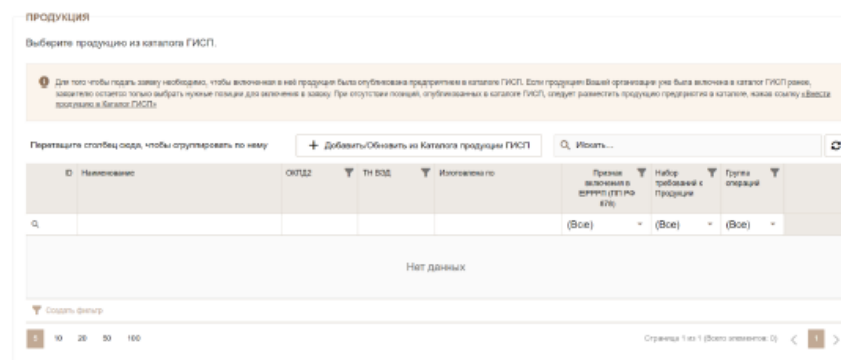 ПРОДУКЦИЯ
Выберите продукцию из каталога ГИСП.
Для того чтобы подать заявку необходимо, чтобы включенная в неё продукция была опубликована предприятием в каталоге ГИСП. Если продукция Вашей организации уже была включена в каталог ГИСП ранее,
заявителю остается только выбрать нужные позиции для включения в заявку. При отсутствии позиций, опубликованных в каталоге ГИСП, следует разместить продукцию предприятия в каталоге, нажав ссылку «Внести
продукцию в Каталог ГИСП»
Перетащите столбец сюда, чтобы сгруппировать по нему
+ Добавить/Обновить из Каталога продукции ГИСП
Искать...
ID Наименование ОКПД2 ТН ВЭД Изготовлена по Признак Набор Группа
включения в требований к операций
ЕРРРП (ПП РФ Продукции
878)
(Все) (Все) (Все)
Нет данных
Создать фильтр
5 10 20 50 100 Страница 1 из 1 (Всего элементов: 0) < 1 >